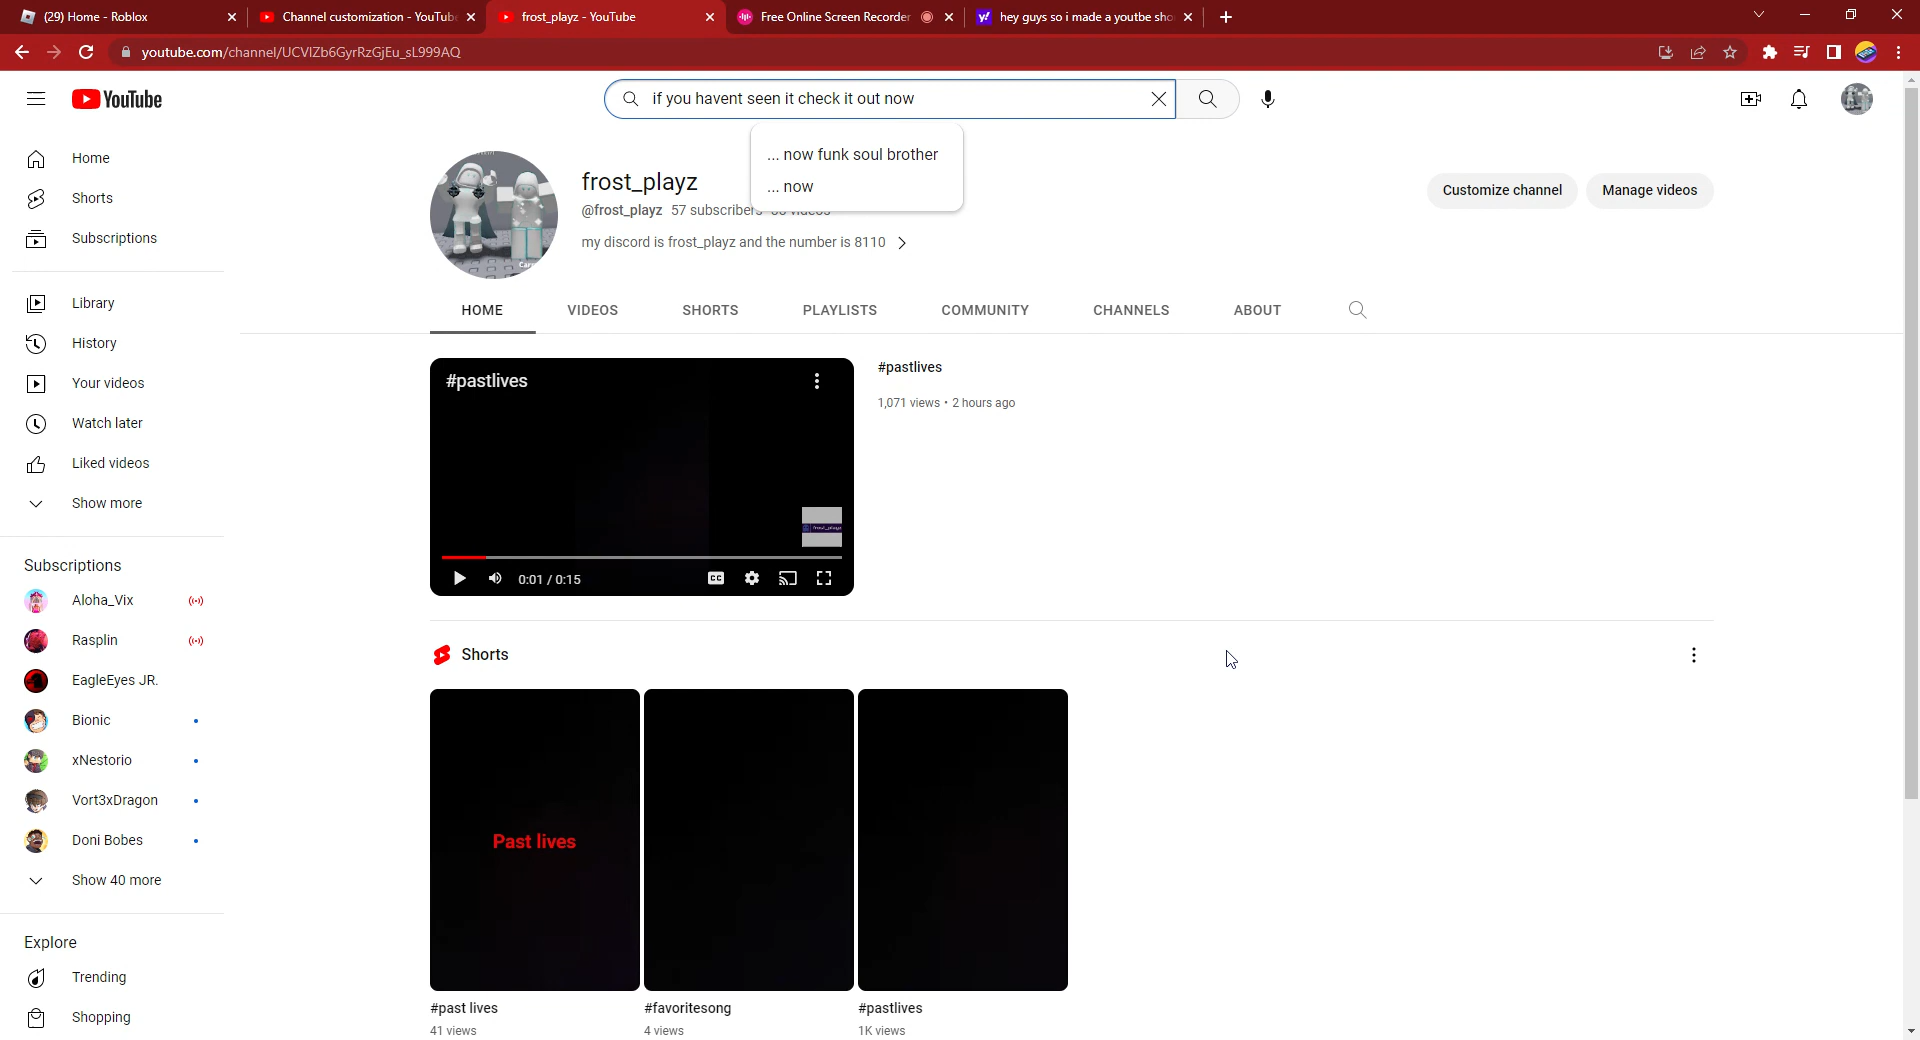 (29) Home - Roblox
Channel customization - YouTube
frost_playz - YouTube
Free Online Screen Recorder
hey guys so i made a youtbe sho
youtube.com/channel/UCVIZb6GyrRzGjEu_sL999AQ
YouTube
if you havent seen it check it out now
... now funk soul brother
... now
Home
Shorts
Subscriptions
Library
History
Your videos
Watch later
Liked videos
Show more
Subscriptions
Aloha_Vix
Rasplin
EagleEyes JR.
Bionic
xNestorio
Vort3xDragon
Doni Bobes
Show 40 more
Explore
Trending
Shopping
frost_playz
@frost_playz 57 subscribers
my discord is frost_playz and the number is 8110
Customize channel
Manage videos
HOME
VIDEOS
SHORTS
PLAYLISTS
COMMUNITY
CHANNELS
ABOUT
#pastlives
frost_playz
0:01 / 0:15
CC
#pastlives
1,071 views • 2 hours ago
Shorts
Past lives
#past lives
41 views
#favoritesong
4 views
#pastlives
1K views